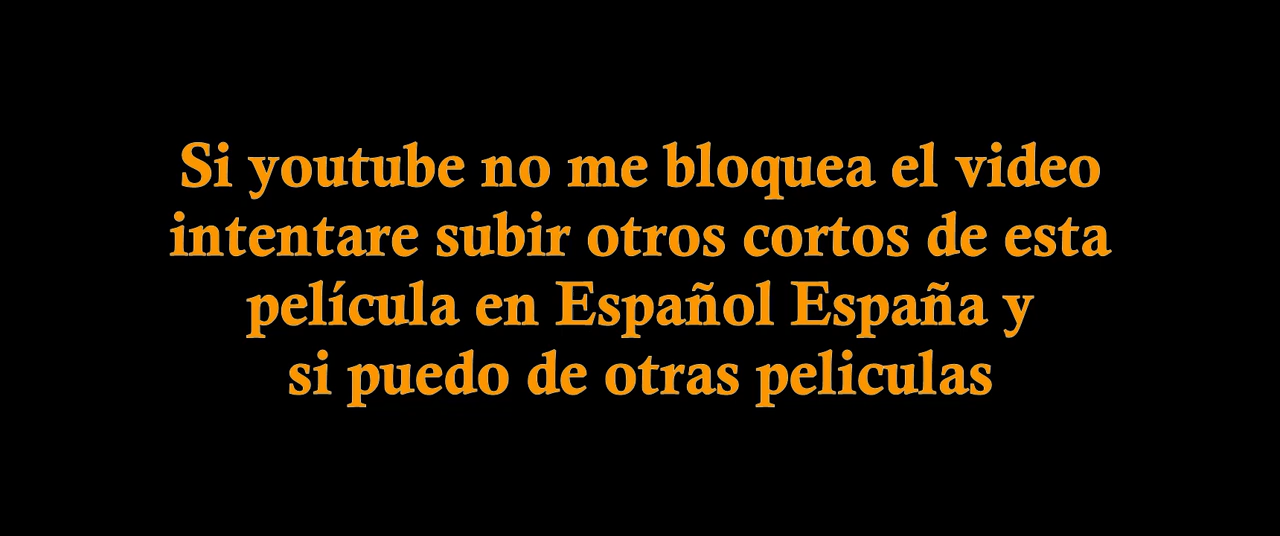 Si youtube no me bloquea el video
intentare subir otros cortos de esta
película en Español España y
si puedo de otras peliculas